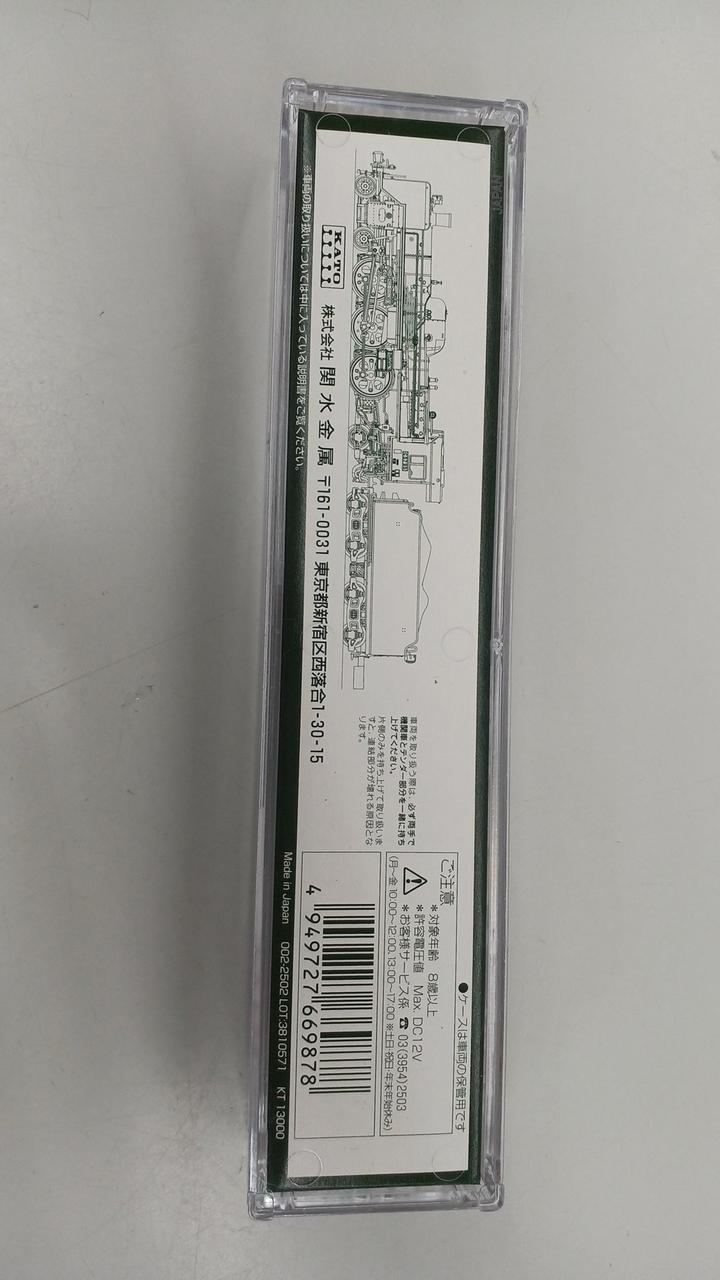 JAPAN
KATO
株式会社 関水金属 〒161-0031 東京都新宿区西落合1-30-15
※車両の取り扱いについては中に入っている説明書をご覧ください。
車両を取り扱う際は、必ず両手で
機関車とテンダー部分を一緒に持ち
上げてください。
片側のみを持ち上げて取り扱いま
すと、連結部分が壊れる原因とな
ります。
●ケースは車両の保管用です
ご注意
*対象年齢 8歳以上
*許容電圧値 Max. DC12V
*お客様サービス係 ☎ 03(3954)2503
(月~金 10:00~12:00, 13:00~17:00 ※土日・祝日・年末年始休み)
4 949727 669878
Made in Japan 002-2502 LOT:3810571 KT 13000